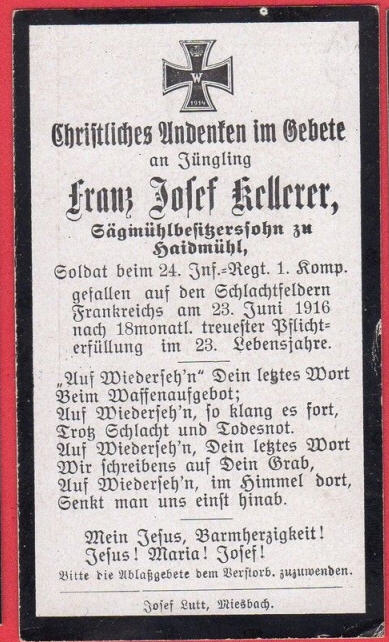 W
1914
Christliches Andenken im Gebete
an Jüngling
Franz Josef Kellerer,
Sägmühlbesitzerssohn zu
Haidmühl,
Soldat beim 24. Inf.-Regt. 1. Komp.
gefallen auf den Schlachtfeldern
Frankreichs am 23. Juni 1916
nach 18monatl. treuester Pflicht-
erfüllung im 23. Lebensjahre.
„Auf Wiederseh'n“ Dein letztes Wort
Beim Waffenaufgebot;
Auf Wiederseh'n, so klang es fort,
Trotz Schlacht und Todesnot.
Auf Wiederseh'n, Dein letztes Wort
Wir schreibens auf Dein Grab,
Auf Wiederseh'n, im Himmel dort,
Senkt man uns einst hinab.
Mein Jesus, Barmherzigkeit!
Jesus! Maria! Josef!
Bitte die Ablaßgebete dem Verstorb. zuzuwenden.
Josef Lutt, Miesbach.